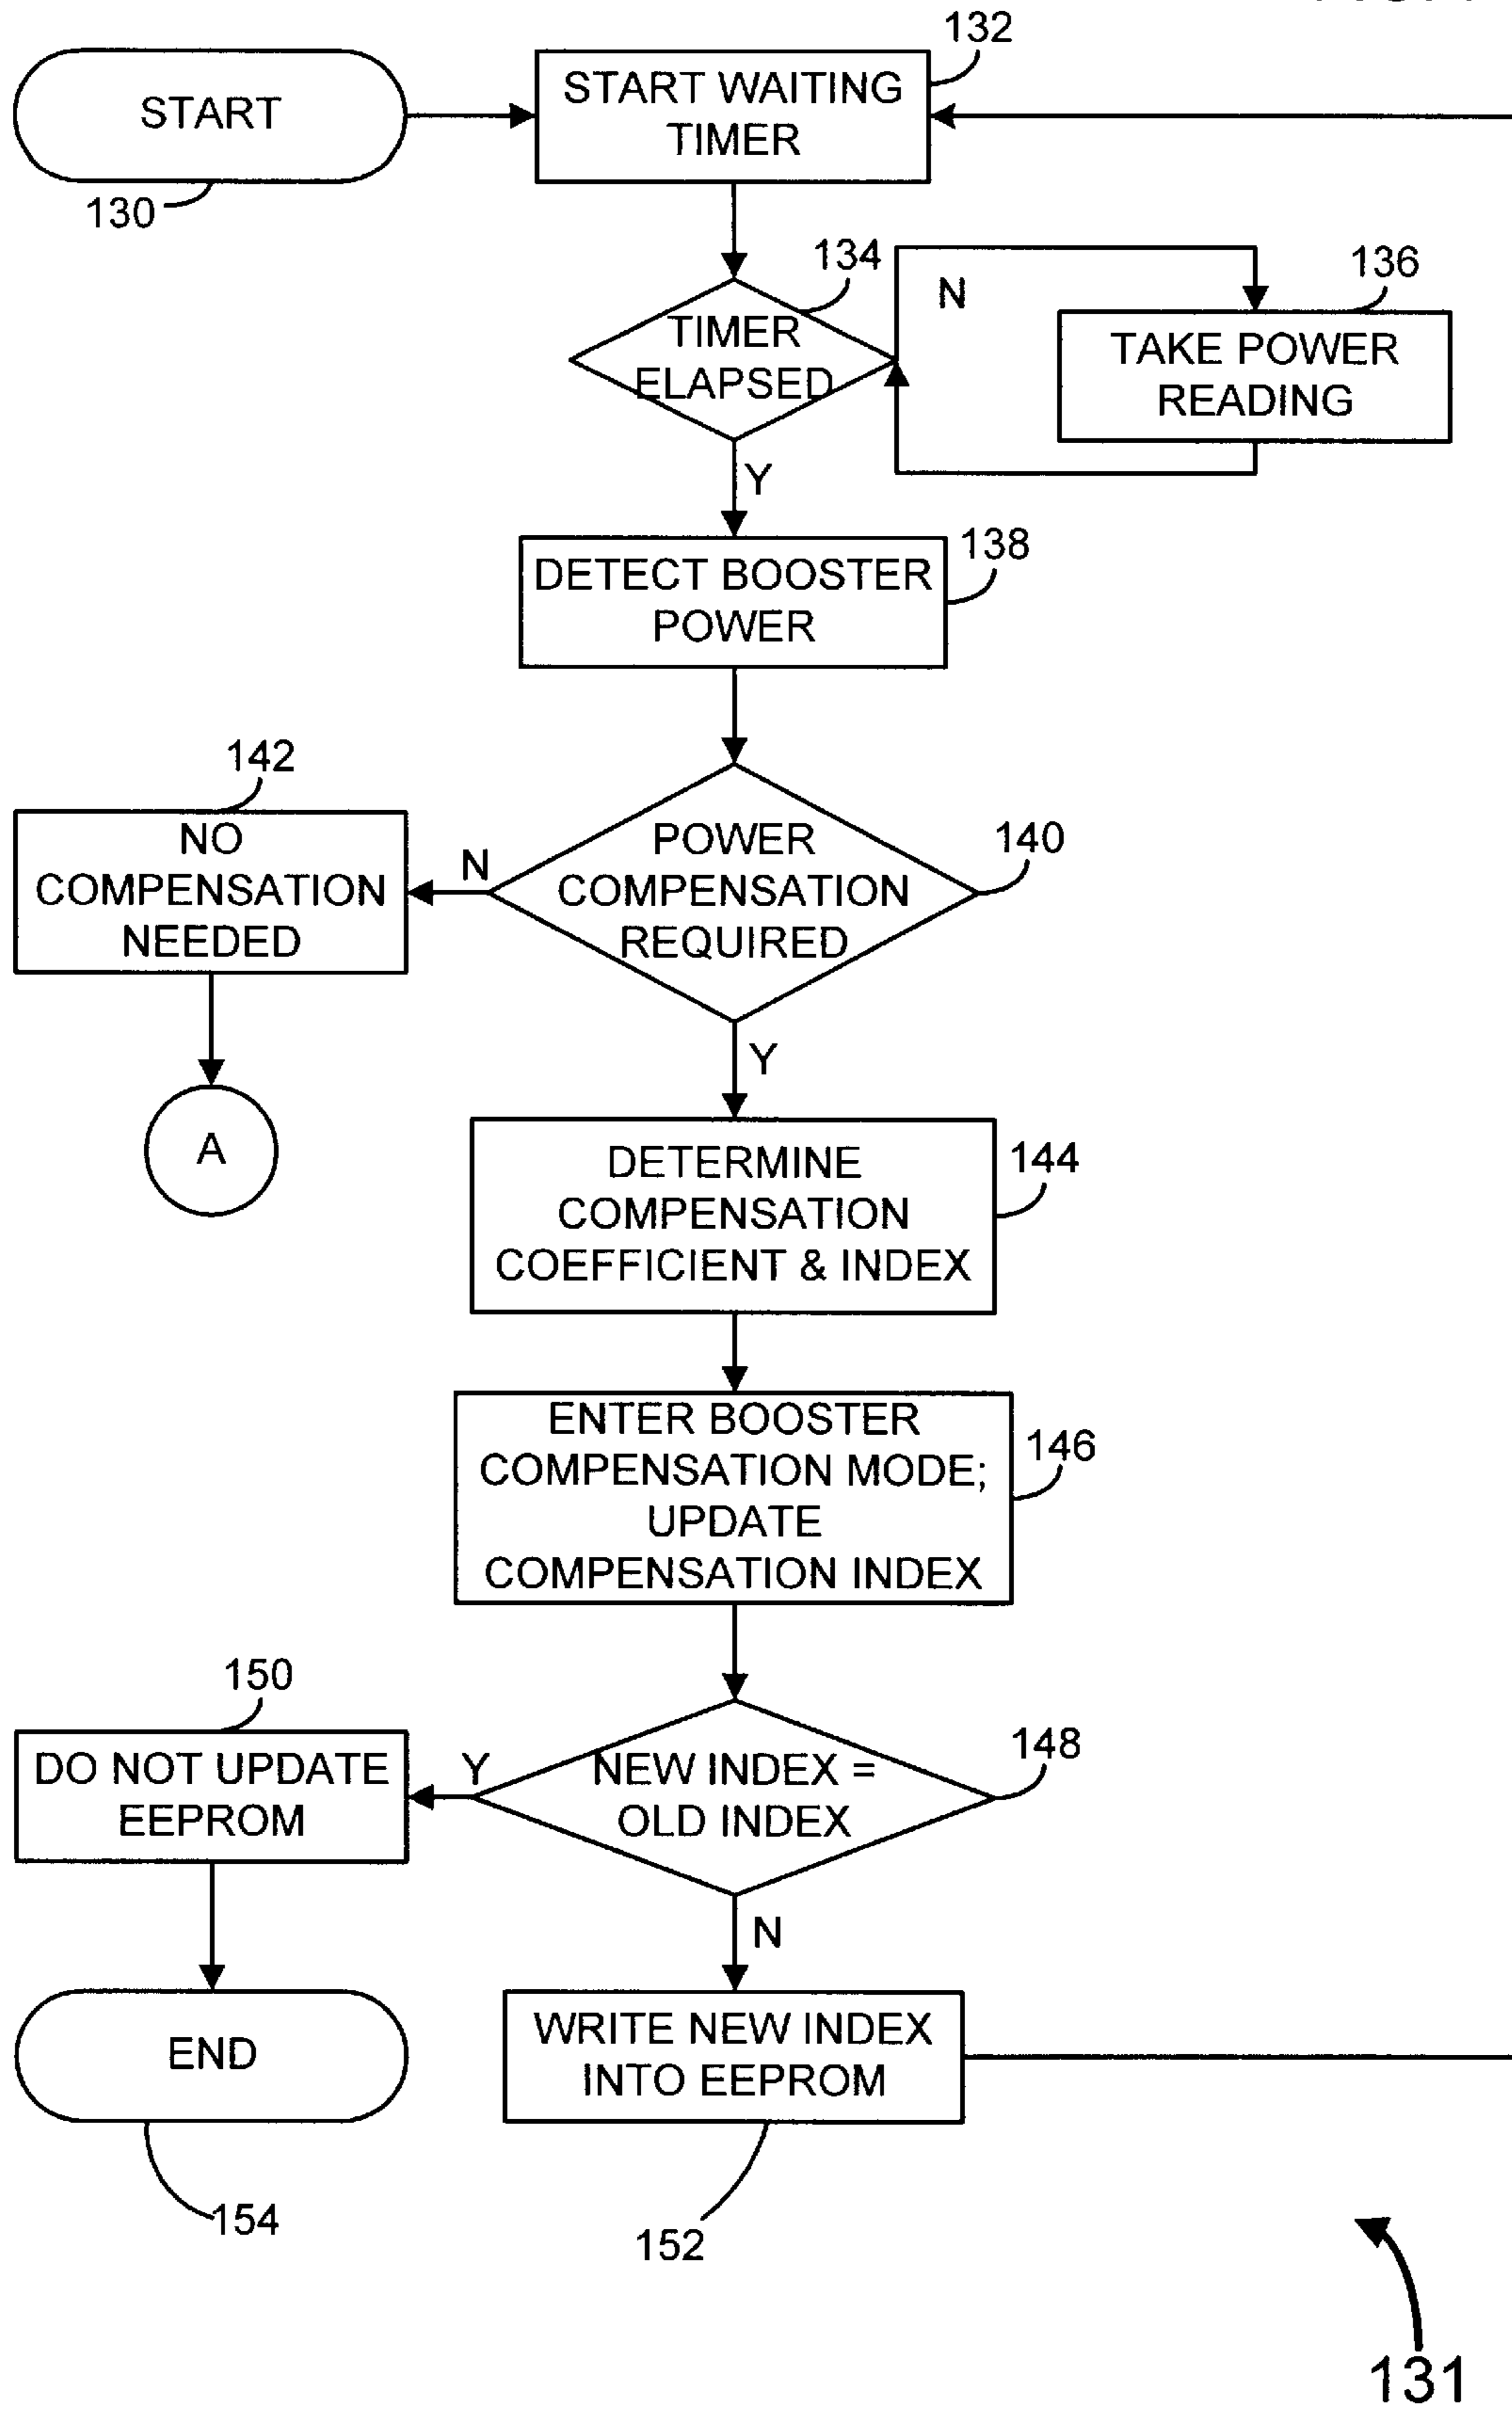 132
START
START WAITING
TIMER
130
134
136
N
TIMER
ELAPSED
TAKE POWER
READING
Y
138
DETECT BOOSTER
POWER
142
140
NO
COMPENSATION
NEEDED
N
POWER
COMPENSATION
REQUIRED
Y
A
144
DETERMINE
COMPENSATION
COEFFICIENT & INDEX
146
ENTER BOOSTER
COMPENSATION MODE;
UPDATE
COMPENSATION INDEX
150
148
DO NOT UPDATE
EEPROM
Y
NEW INDEX =
OLD INDEX
N
END
WRITE NEW INDEX
INTO EEPROM
154
152
131